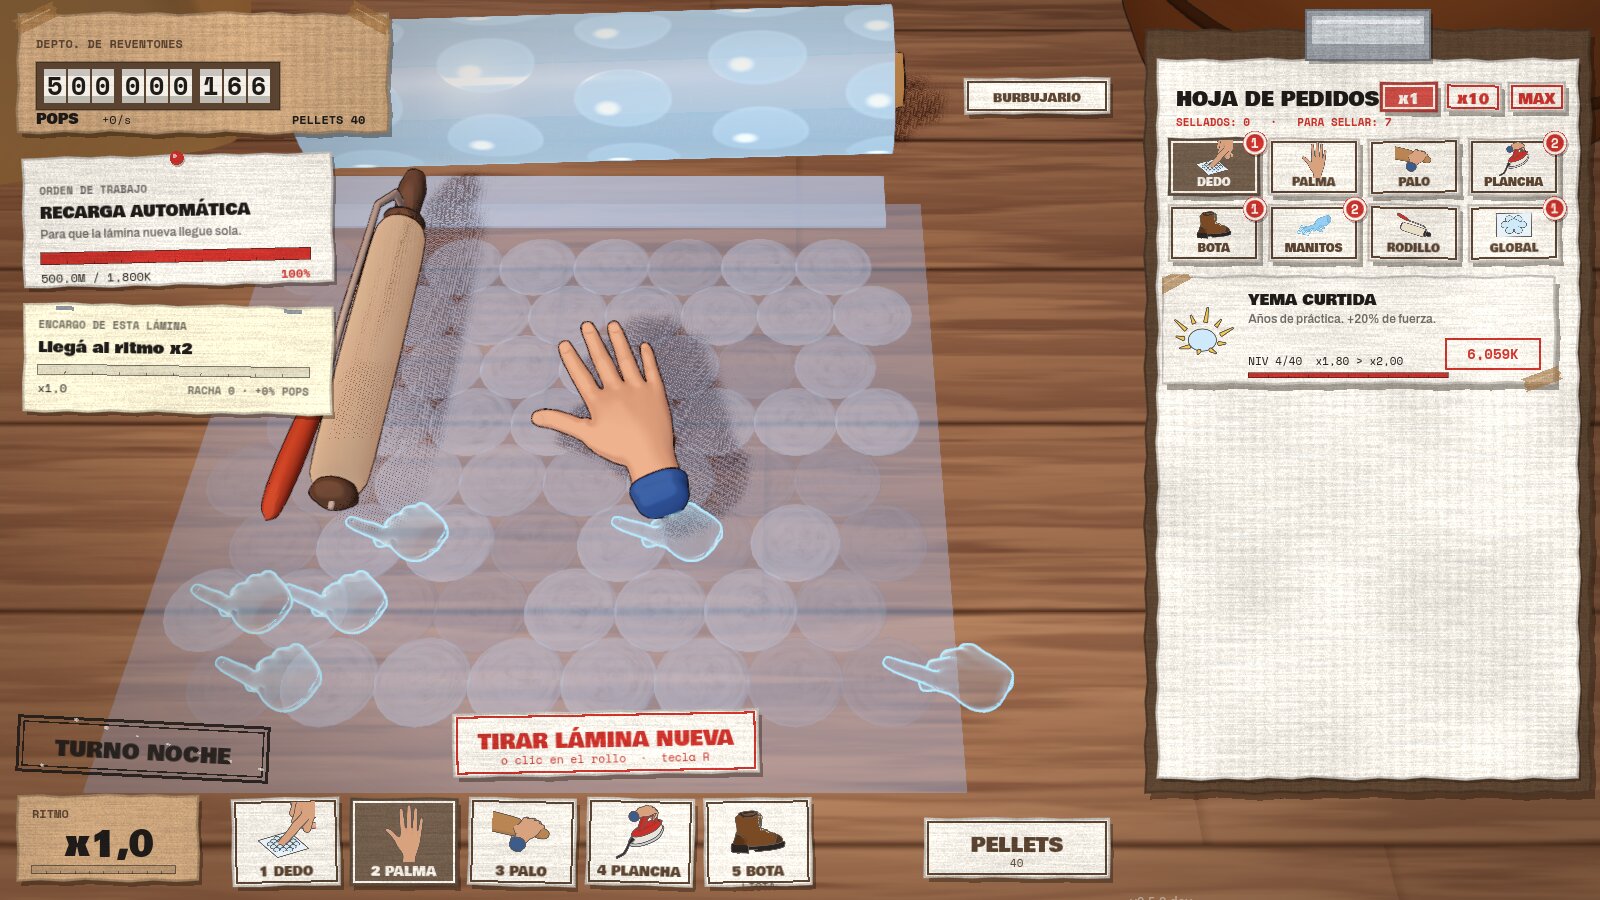 DEPTO. DE REVENTONES
500 000 166
POPS +0/s PELLETS 40
ORDEN DE TRABAJO
RECARGA AUTOMÁTICA
Para que la lámina nueva llegue sola.
500.0M / 1.800K 100%
ENCARGO DE ESTA LÁMINA
Llegá al ritmo x2
x1,0 RACHA 0 · +0% POPS
BURBUJARIO
HOJA DE PEDIDOS x1 x10 MAX
SELLADOS: 0 · PARA SELLAR: 7
1 2
DEDO PALMA PALO PLANCHA
1 2 1
BOTA MANITOS RODILLO GLOBAL
YEMA CURTIDA
Años de práctica. +20% de fuerza.
NIV 4/40 x1,80 > x2,00 6.059K
TURNO NOCHE
TIRAR LÁMINA NUEVA
o clic en el rollo · tecla R
RITMO
x1,0
1 DEDO 2 PALMA 3 PALO 4 PLANCHA 5 BOTA
PELLETS
40